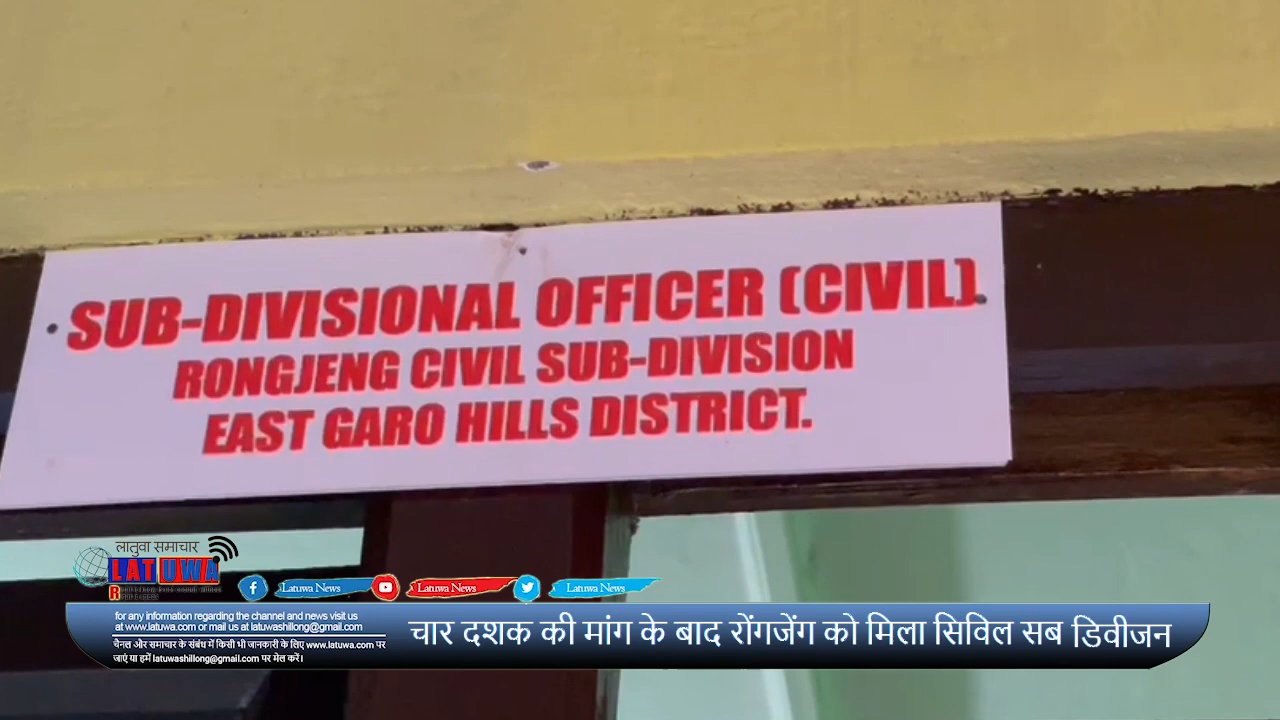 SUB-DIVISIONAL OFFICER (CIVIL)
RONGJENG CIVIL SUB-DIVISION
EAST GARO HILLS DISTRICT.
लातुवा समाचार
LATUWA
Latuwa News
Latuwa News
Latuwa News
for any information regarding the channel and news visit us
at www.latuwa.com or mail us at latuwashillong@gmail.com
चैनल और समाचार के संबंध में किसी भी जानकारी के लिए www.latuwa.com पर
जाएं या हमें latuwashillong@gmail.com पर मेल करें।
चार दशक की मांग के बाद रोंगजेंग को मिला सिविल सब डिवीजन